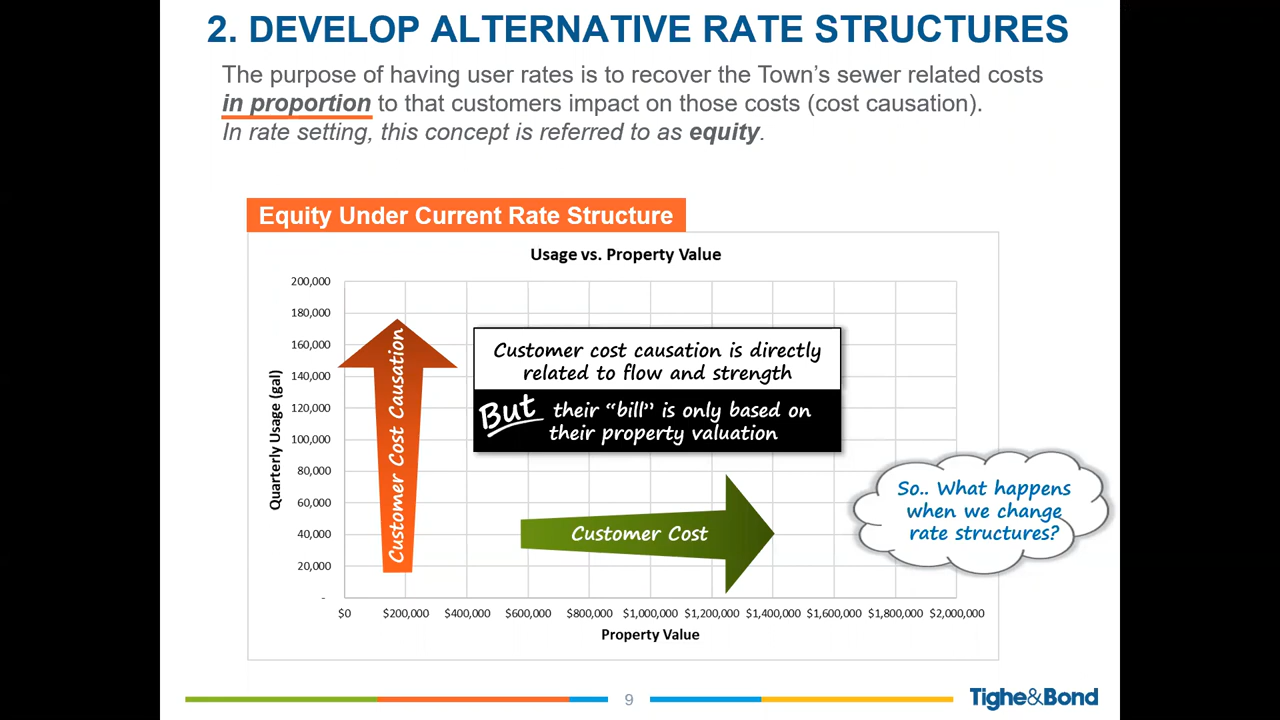 2. DEVELOP ALTERNATIVE RATE STRUCTURES
The purpose of having user rates is to recover the Town's sewer related costs
in proportion to that customers impact on those costs (cost causation).
In rate setting, this concept is referred to as equity.
Equity Under Current Rate Structure
Usage vs. Property Value
Quarterly Usage (gal)
200,000
180,000
160,000
140,000
120,000
100,000
80,000
60,000
40,000
20,000
-
Customer Cost Causation
Customer cost causation is directly
related to flow and strength
But their "bill" is only based on
their property valuation
Customer Cost
So.. What happens
when we change
rate structures?
$0 $200,000 $400,000 $600,000 $800,000 $1,000,000 $1,200,000 $1,400,000 $1,600,000 $1,800,000 $2,000,000
Property Value
9
Tighe&Bond